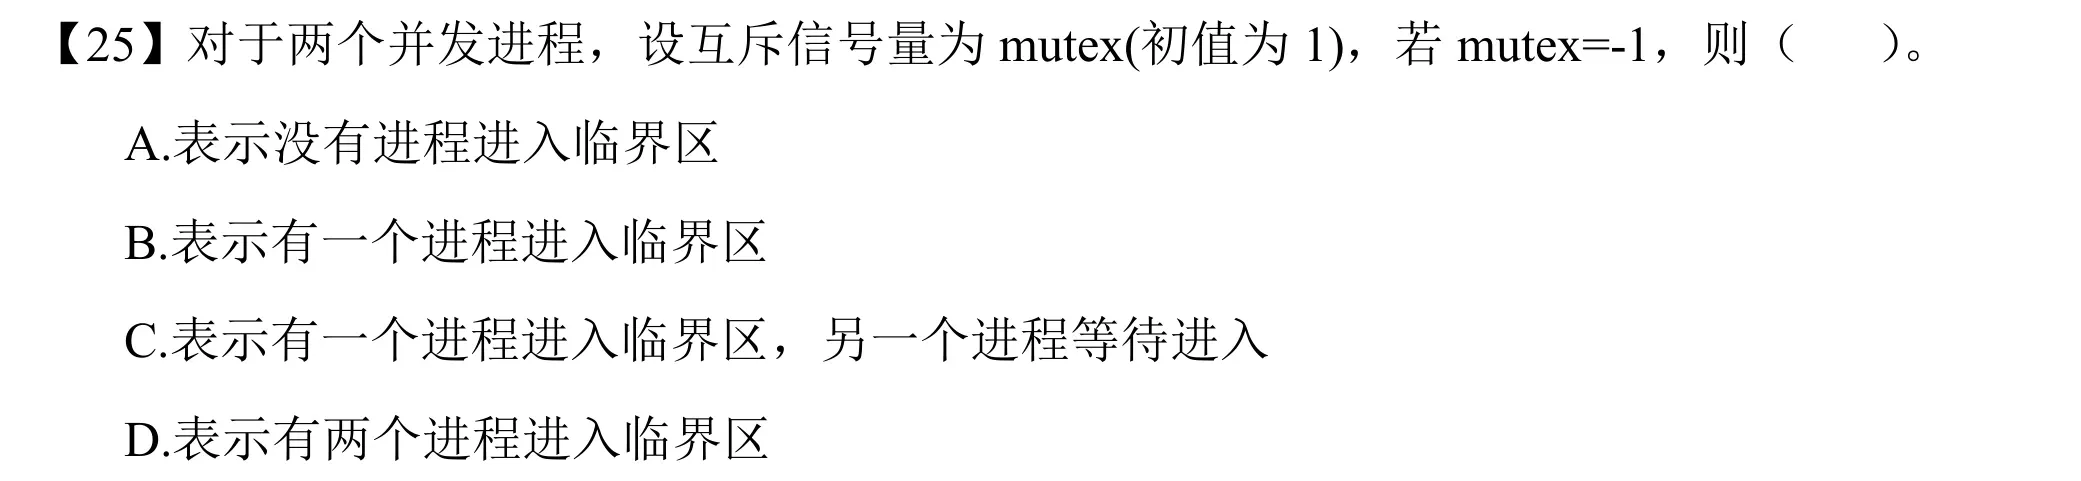 【25】对于两个并发进程，设互斥信号量为 mutex(初值为 1)，若 mutex=-1，则（　　）。
A.表示没有进程进入临界区
B.表示有一个进程进入临界区
C.表示有一个进程进入临界区，另一个进程等待进入
D.表示有两个进程进入临界区